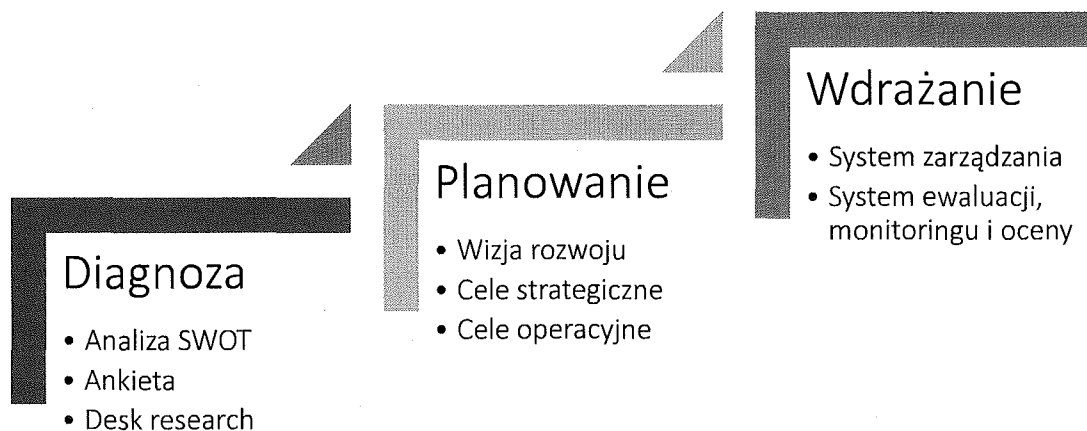 Diagnoza
• Analiza SWOT
• Ankieta
• Desk research
Planowanie
• Wizja rozwoju
• Cele strategiczne
• Cele operacyjne
Wdrażanie
• System zarządzania
• System ewaluacji,
monitoringu i oceny